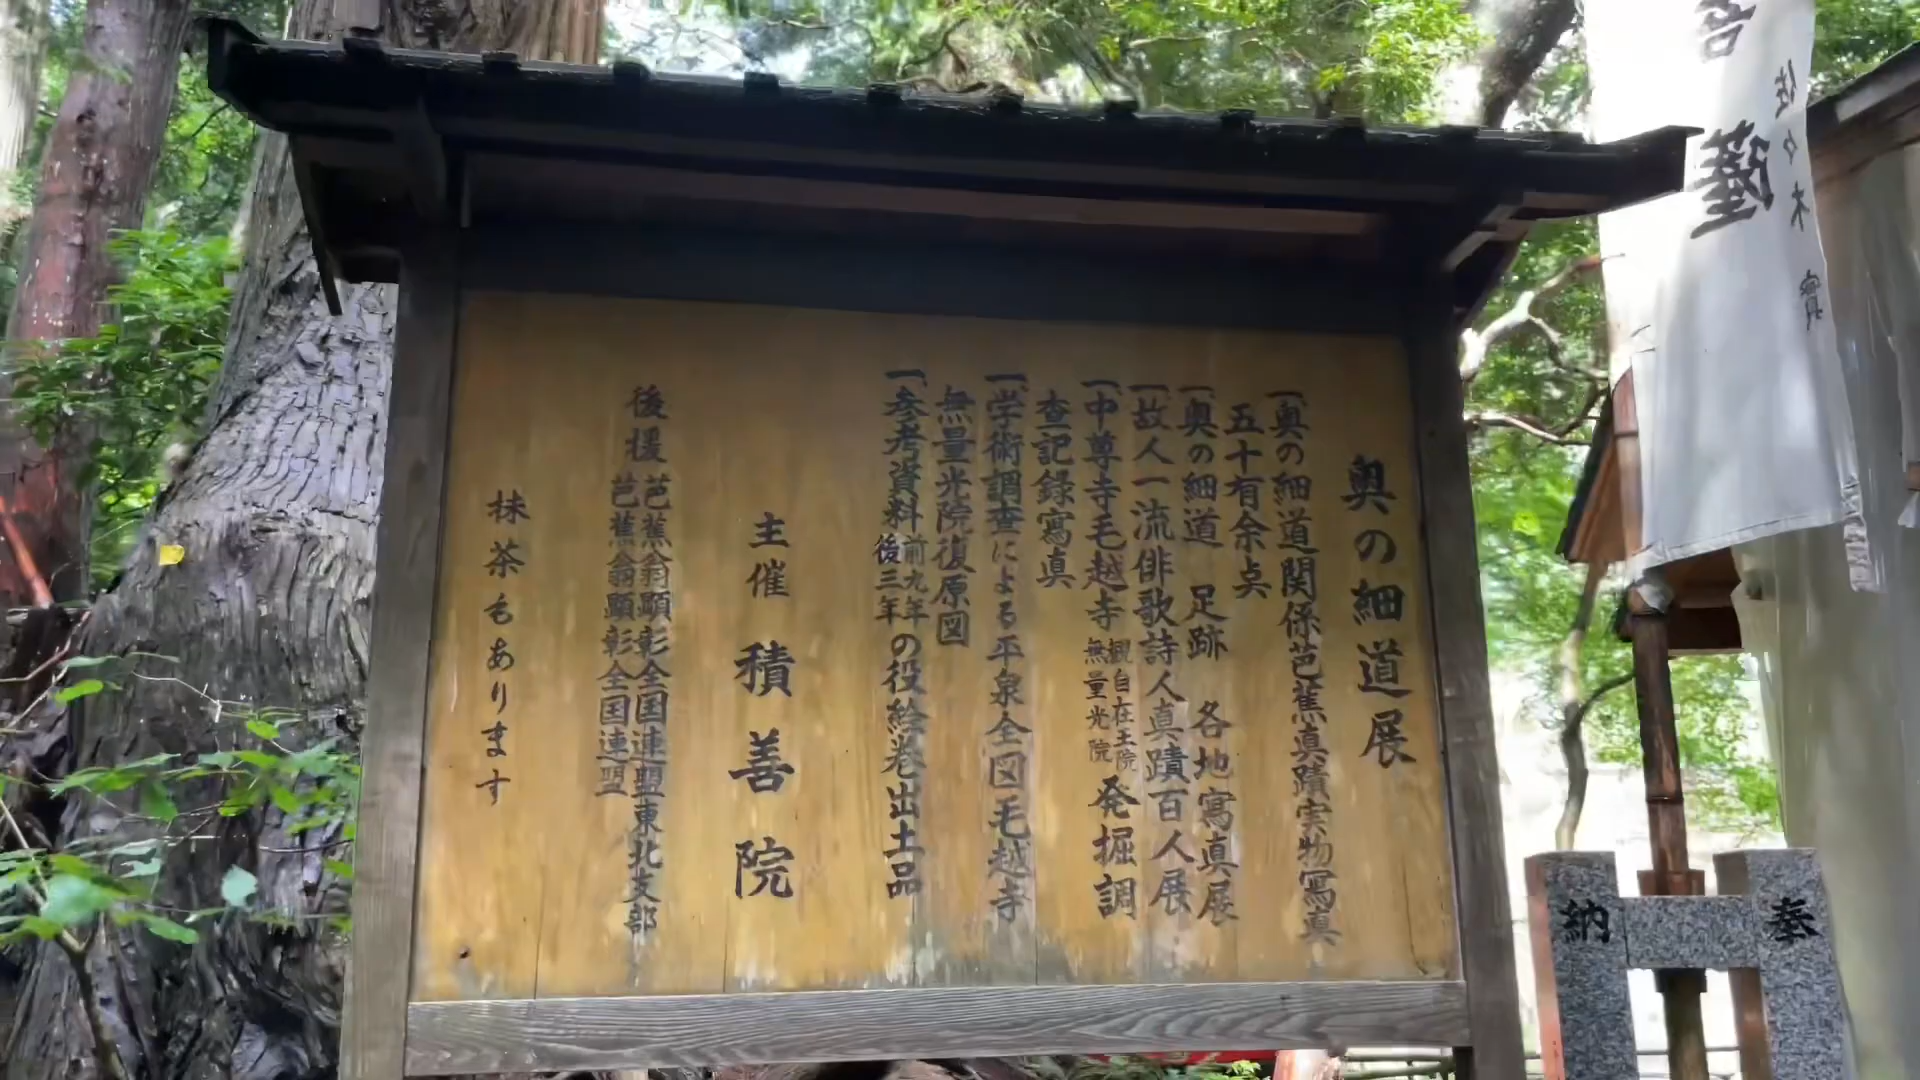 奥の細道展
一奥の細道関係芭蕉真蹟実物冩真
五十有余点
一奥の細道 足跡 各地寫真展
一故人一流俳歌詩人真蹟百人展
一中尊寺毛越寺 観自在王院 無量光院 発掘調
査記録寫真
一学術調査による平泉全図毛越寺
無量光院復原図
一参考資料 前九年 後三年 の役絵巻出土品
主催 積善院
後援 芭蕉翁顕彰全国連盟東北支部
芭蕉翁顕彰全国連盟
抹茶もあります
佐々木寳
奉納